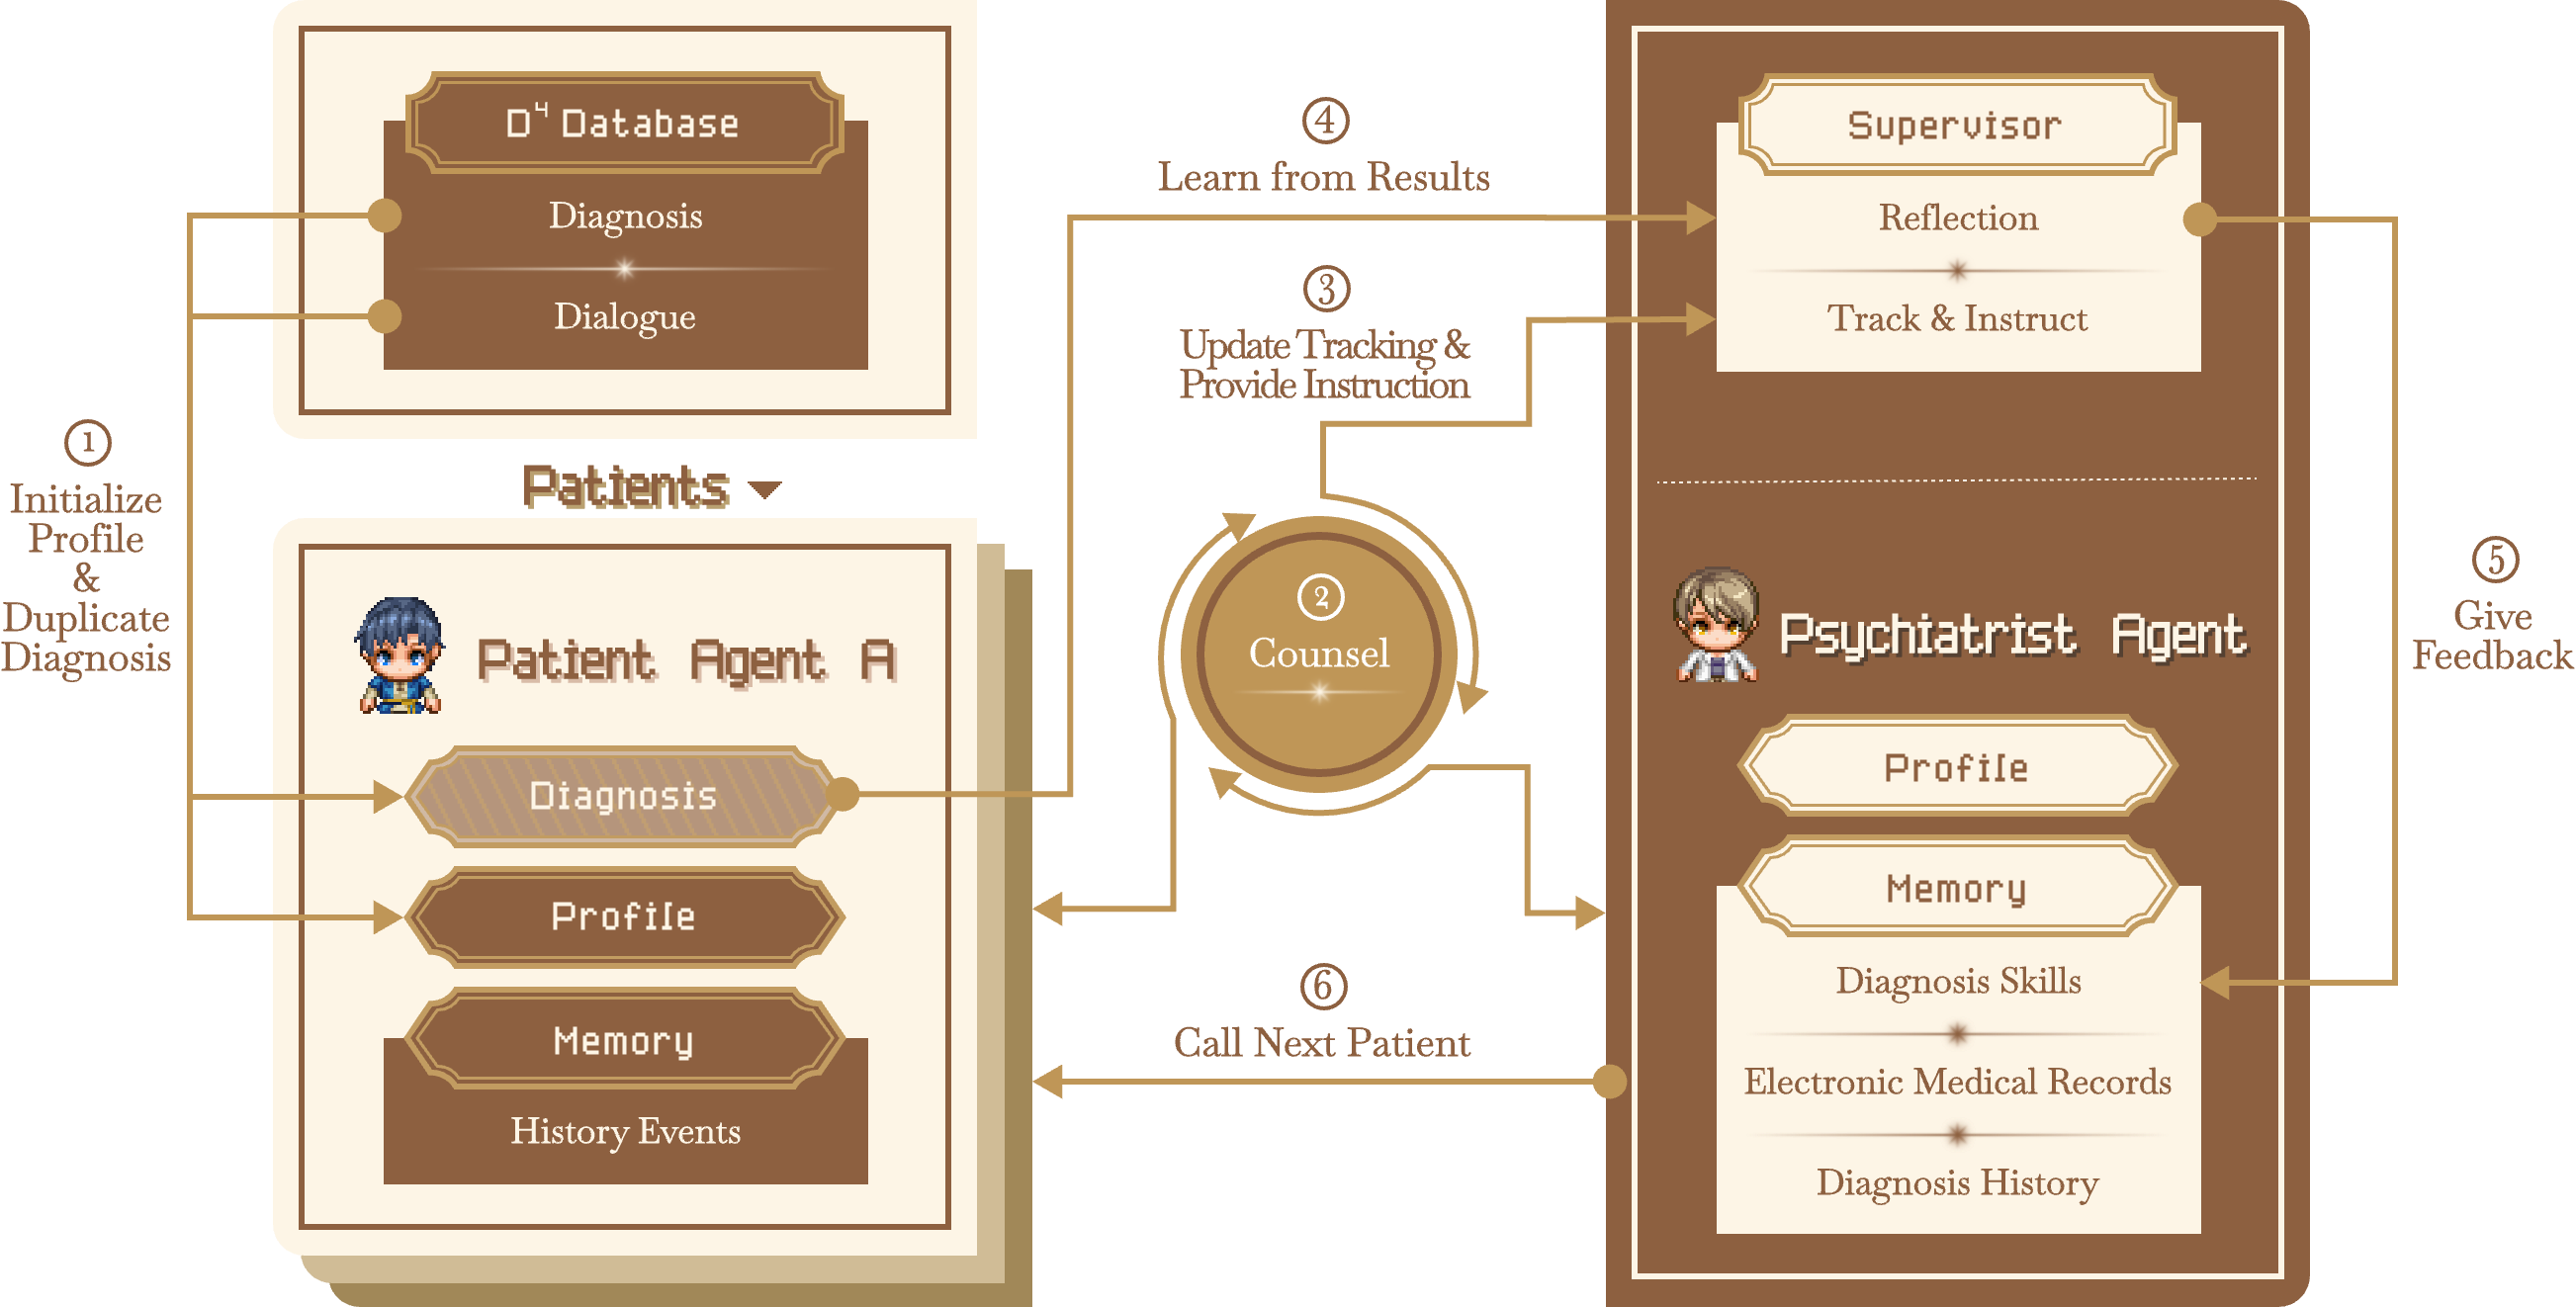 D⁴ Database
Diagnosis
Dialogue
①
Initialize
Profile
&
Duplicate
Diagnosis
Patients
Patient Agent A
Diagnosis
Profile
Memory
History Events
④
Learn from Results
③
Update Tracking &
Provide Instruction
②
Counsel
⑥
Call Next Patient
Supervisor
Reflection
Track & Instruct
Psychiatrist Agent
Profile
Memory
Diagnosis Skills
Electronic Medical Records
Diagnosis History
⑤
Give
Feedback